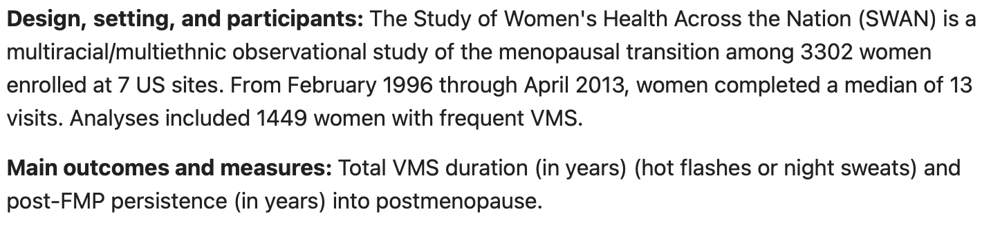 Design, setting, and participants: The Study of Women's Health Across the Nation (SWAN) is a
multiracial/multiethnic observational study of the menopausal transition among 3302 women
enrolled at 7 US sites. From February 1996 through April 2013, women completed a median of 13
visits. Analyses included 1449 women with frequent VMS.
Main outcomes and measures: Total VMS duration (in years) (hot flashes or night sweats) and
post-FMP persistence (in years) into postmenopause.